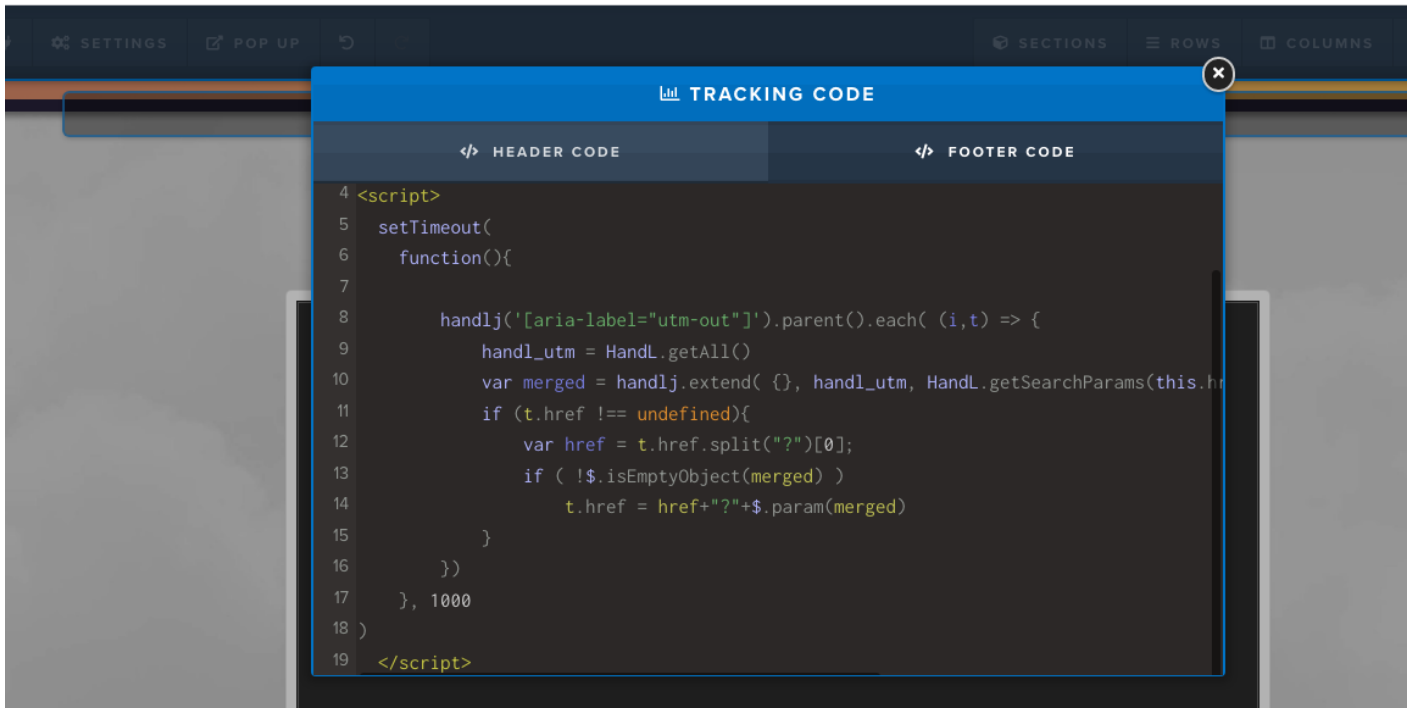 SETTINGS POP UP SECTIONS ROWS COLUMNS
TRACKING CODE
</> HEADER CODE </> FOOTER CODE
4 <script>
5 setTimeout(
6 function(){
7
8 handlj('[aria-label="utm-out"]').parent().each( (i,t) => {
9 handl_utm = HandL.getAll()
10 var merged = handlj.extend( {}, handl_utm, HandL.getSearchParams(this.hr
11 if (t.href !== undefined){
12 var href = t.href.split("?")[0];
13 if ( !$.isEmptyObject(merged) )
14 t.href = href+"?"+$.param(merged)
15 }
16 })
17 }, 1000
18 )
19 </script>